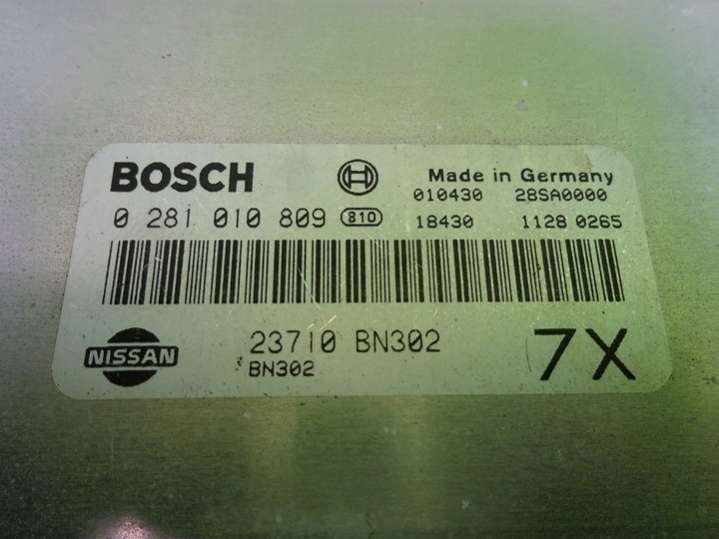 BOSCH
Made in Germany
010430 28SA0000
0 281 010 809 810
18430 1128 0265
NISSAN
23710 BN302
BN302
7X